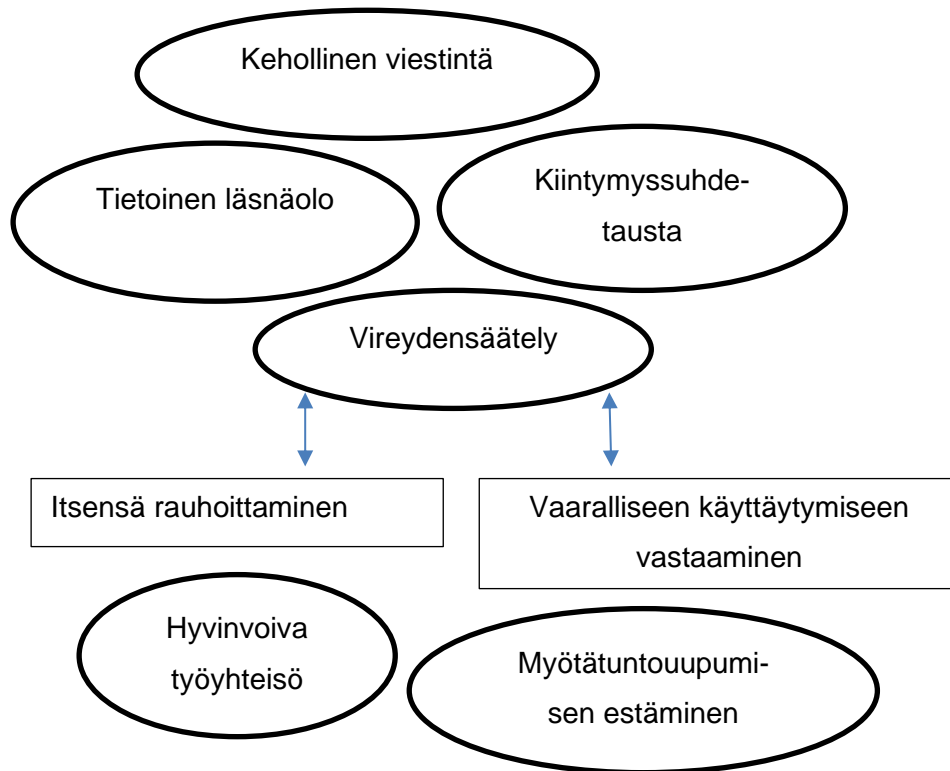 Kehollinen viestintä
Tietoinen läsnäolo
Kiintymyssuhde-
tausta
Vireydensäätely
Itsensä rauhoittaminen
Vaaralliseen käyttäytymiseen
vastaaminen
Hyvinvoiva
työyhteisö
Myötätuntouupumi-
sen estäminen